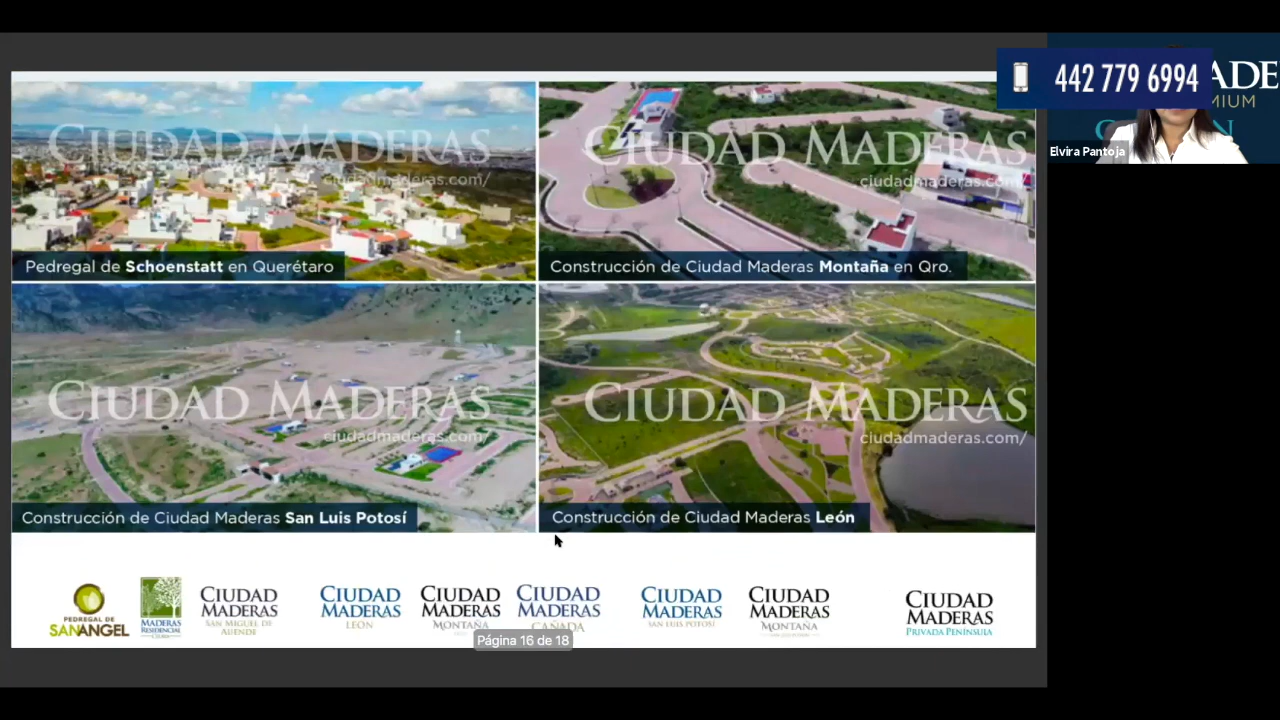 442 779 6994
ADE
MIUM
Elvira Pantoja
CIUDAD MADERAS
ciudadmaderas.com/
Pedregal de Schoenstatt en Querétaro
CIUDAD MADERAS
ciudadmaderas.com/
Construcción de Ciudad Maderas Montaña en Qro.
CIUDAD MADERAS
ciudadmaderas.com/
Construcción de Ciudad Maderas San Luis Potosí
CIUDAD MADERAS
ciudadmaderas.com/
Construcción de Ciudad Maderas León
PEDREGAL DE
SANANGEL
MADERAS
RESIDENCIAL
CIUDAD
MADERAS
SAN MIGUEL DE
ALLENDE
CIUDAD
MADERAS
LEÓN
CIUDAD
MADERAS
MONTAÑA
CIUDAD
MADERAS
CAÑADA
CIUDAD
MADERAS
SAN LUIS POTOSÍ
CIUDAD
MADERAS
MONTAÑA
CIUDAD
MADERAS
PRIVADA PENÍNSULA
Página 16 de 18